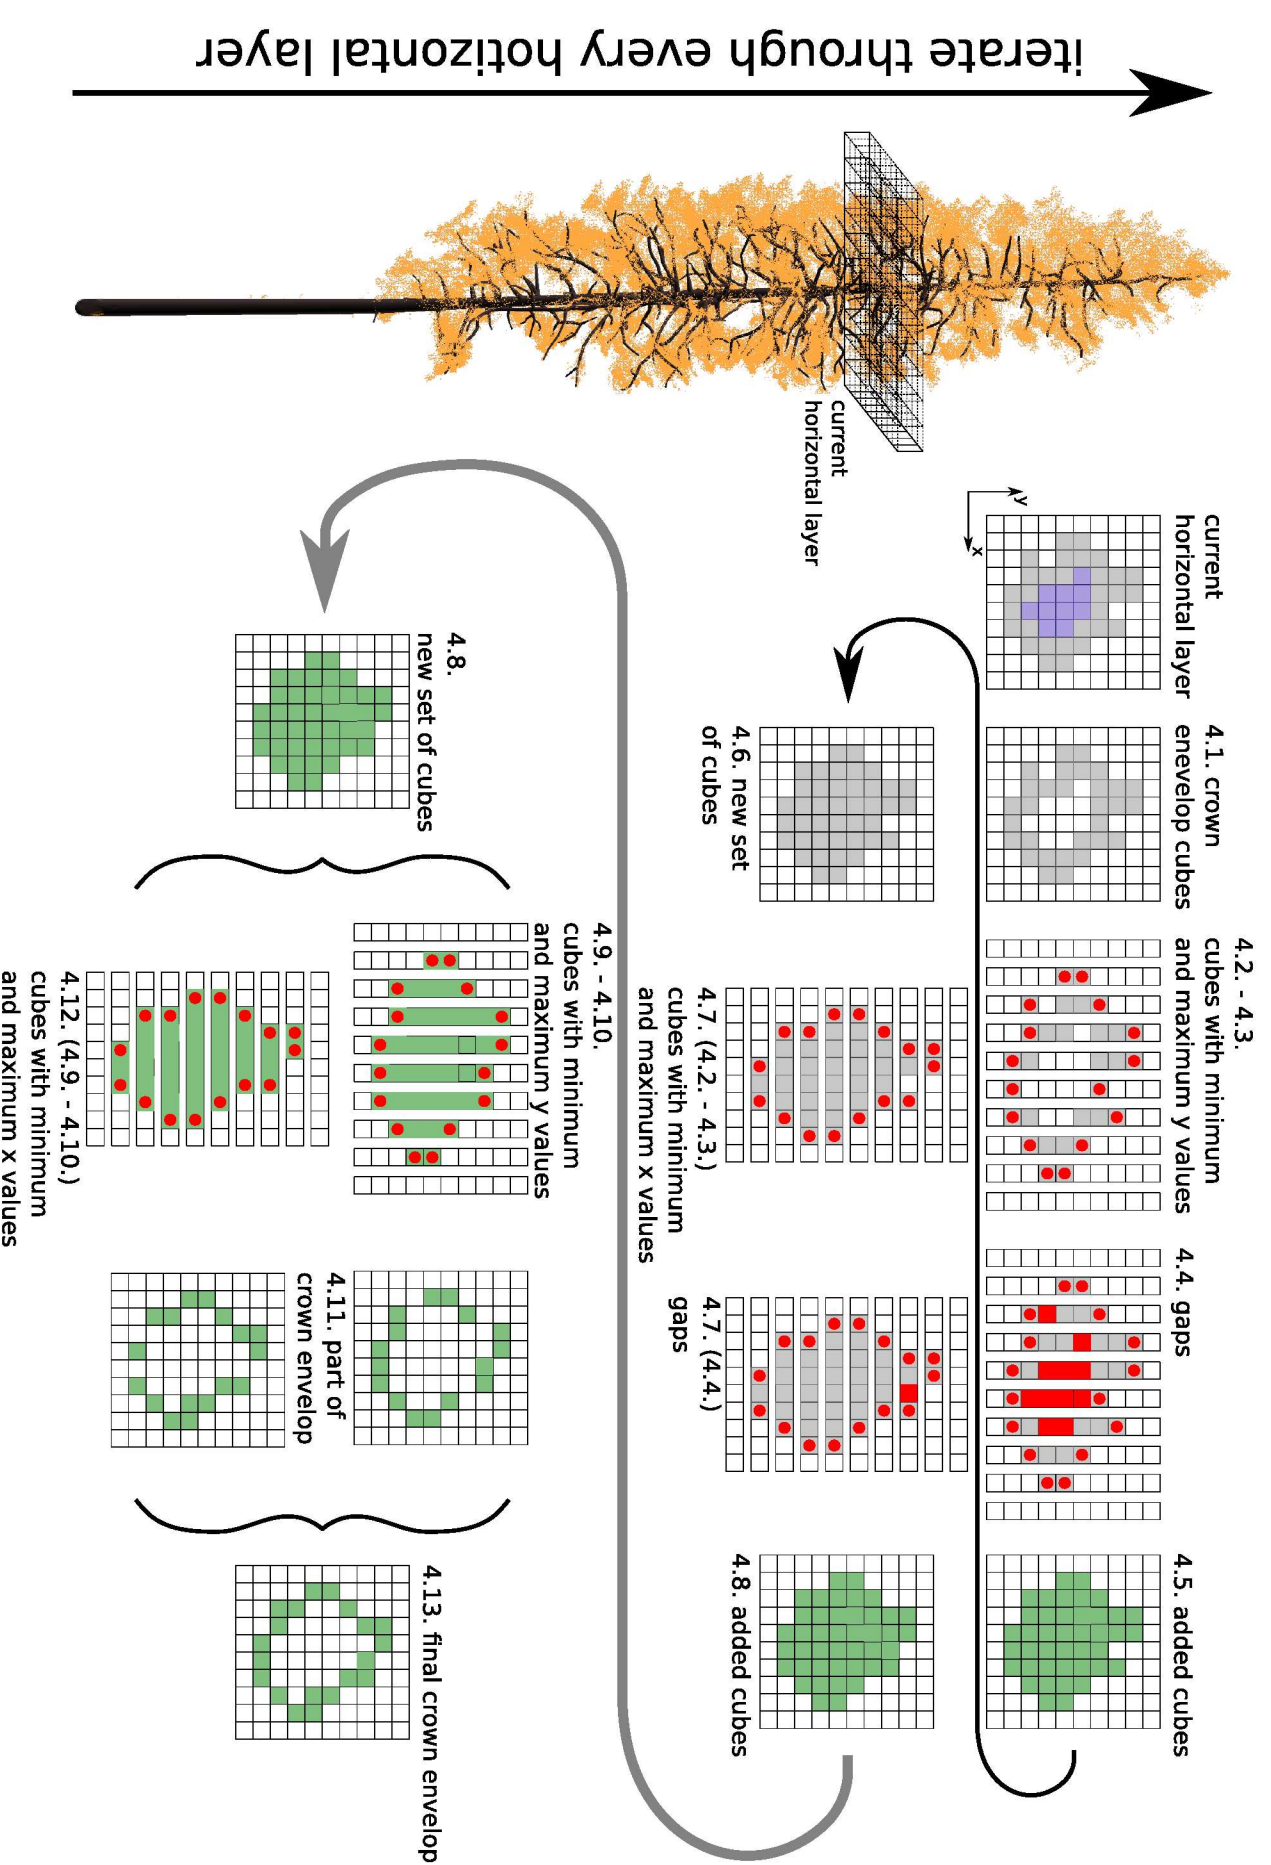 iterate through every hotizontal layer
current
horizontal layer
y
x
current
horizontal layer
4.1. crown
enevelop cubes
4.2. - 4.3.
cubes with minimum
and maximum y values
4.4. gaps
4.5. added cubes
4.6. new set
of cubes
4.7. (4.2. - 4.3.)
cubes with minimum
and maximum x values
4.7. (4.4.)
gaps
4.8. added cubes
4.8.
new set of cubes
4.9. - 4.10.
cubes with minimum
and maximum y values
4.12. (4.9. - 4.10.)
cubes with minimum
and maximum x values
4.11. part of
crown envelop
4.13. final crown envelop